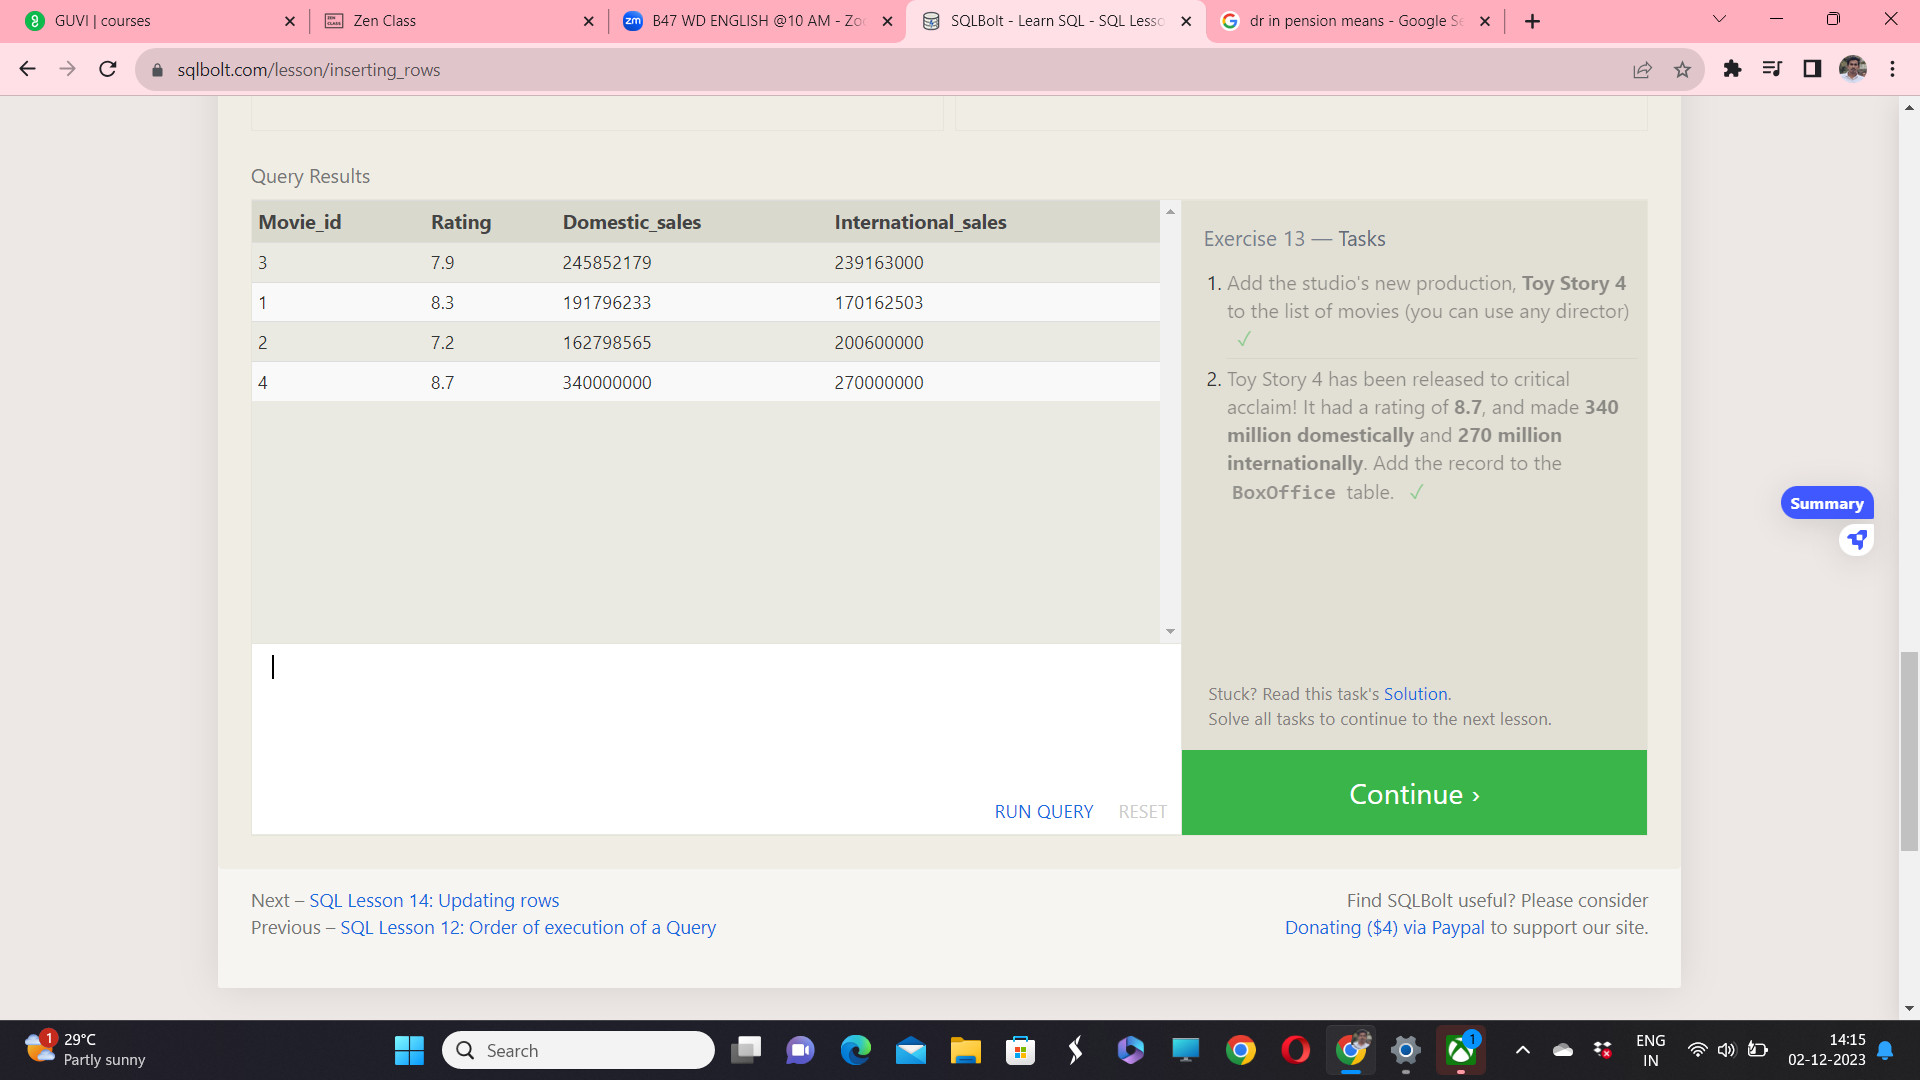 GUVI | courses
Zen Class
zm B47 WD ENGLISH @10 AM - Zoo
SQLBolt - Learn SQL - SQL Lesso
dr in pension means - Google Se
sqlbolt.com/lesson/inserting_rows
Query Results
Movie_id Rating Domestic_sales International_sales
3 7.9 245852179 239163000
1 8.3 191796233 170162503
2 7.2 162798565 200600000
4 8.7 340000000 270000000
Exercise 13 — Tasks
1. Add the studio's new production, Toy Story 4
to the list of movies (you can use any director)
✓
2. Toy Story 4 has been released to critical
acclaim! It had a rating of 8.7, and made 340
million domestically and 270 million
internationally. Add the record to the
BoxOffice table. ✓
Stuck? Read this task's Solution.
Solve all tasks to continue to the next lesson.
RUN QUERY RESET
Continue ›
Summary
Next – SQL Lesson 14: Updating rows
Previous – SQL Lesson 12: Order of execution of a Query
Find SQLBolt useful? Please consider
Donating ($4) via Paypal to support our site.
1
29°C
Partly sunny
Search
1
ENG
IN
14:15
02-12-2023